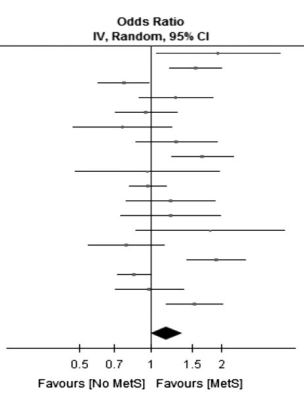 Odds Ratio
IV, Random, 95% CI
0.5 0.7 1 1.5 2
Favours [No MetS] Favours [MetS]